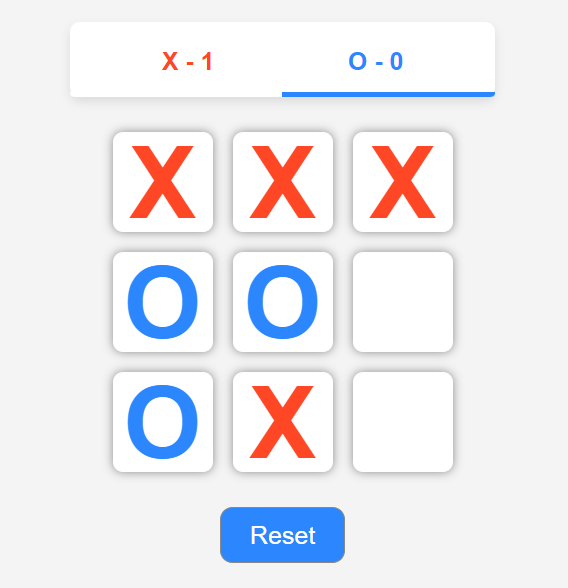 X - 1 O - 0
X X X
O O
O X
Reset